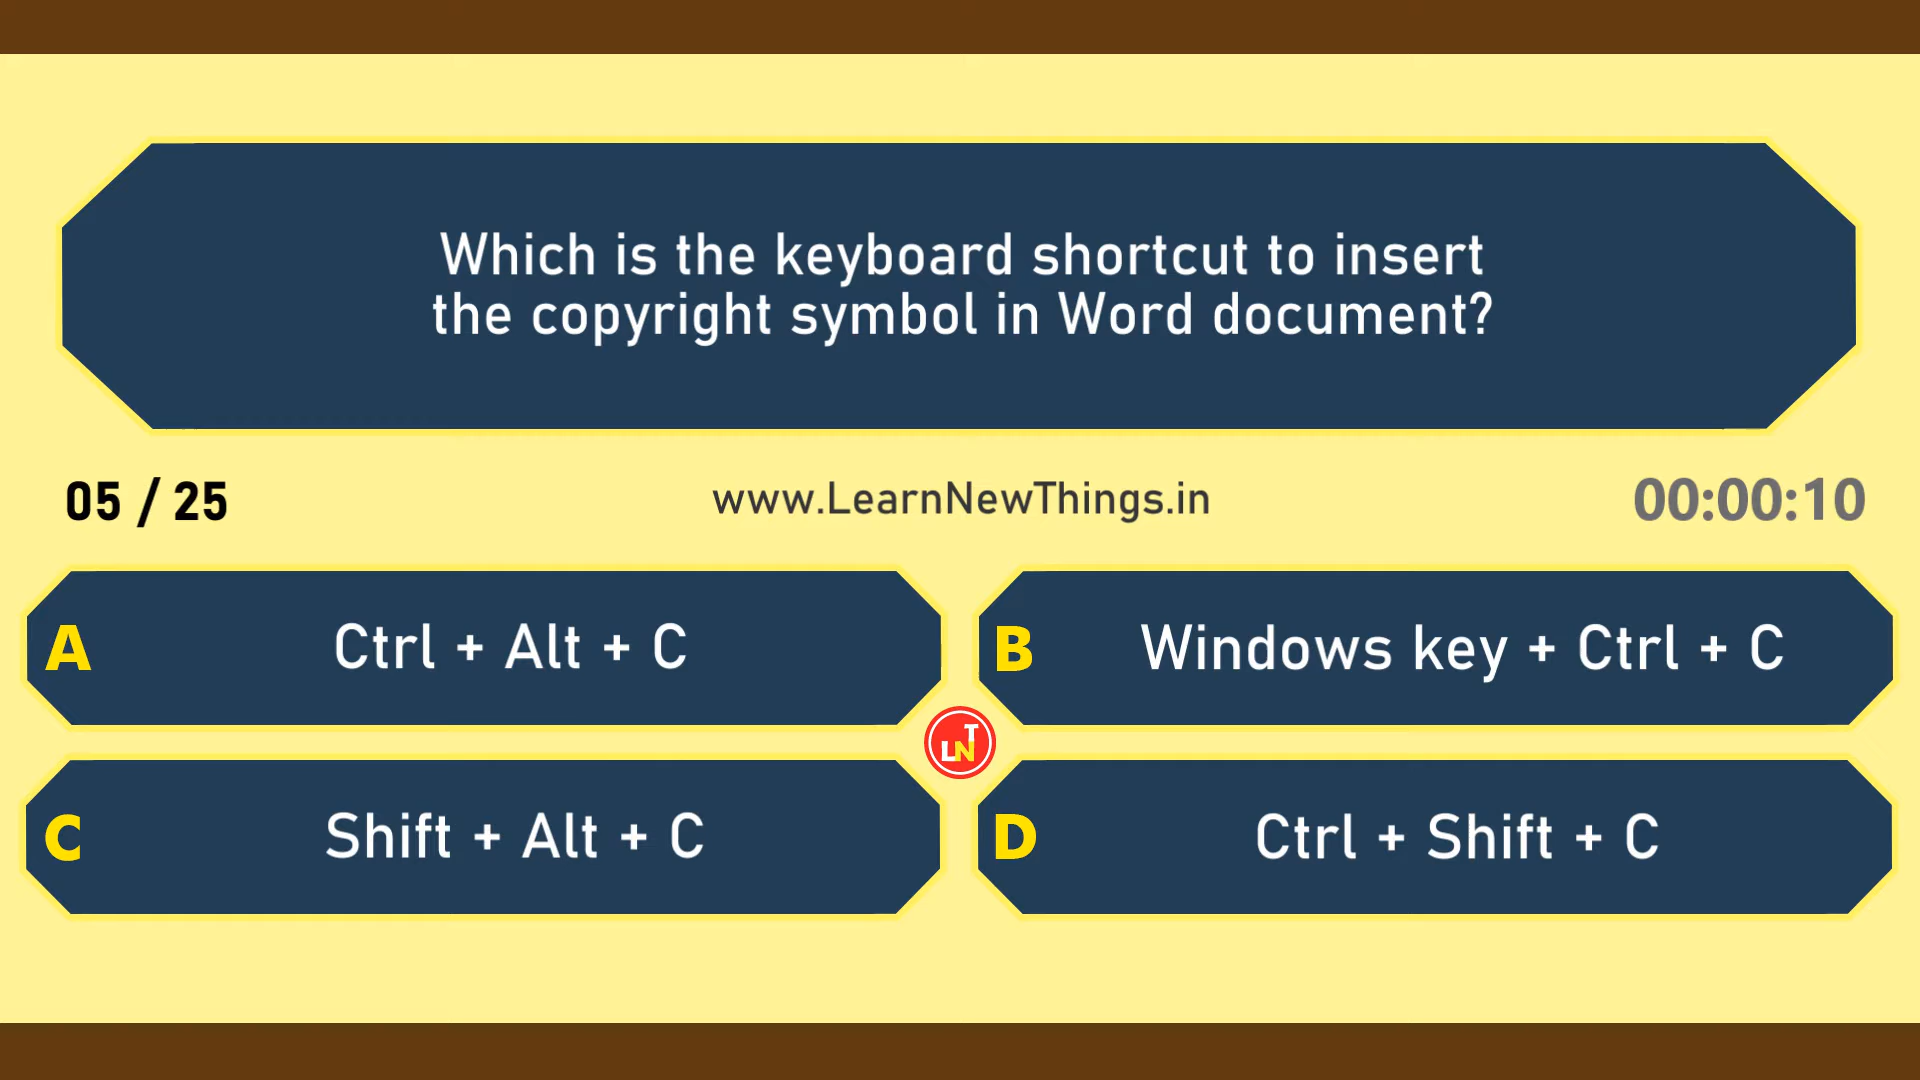 Which is the keyboard shortcut to insert
the copyright symbol in Word document?
05 / 25
www.LearnNewThings.in
00:00:10
A
Ctrl + Alt + C
B
Windows key + Ctrl + C
LNT
C
Shift + Alt + C
D
Ctrl + Shift + C